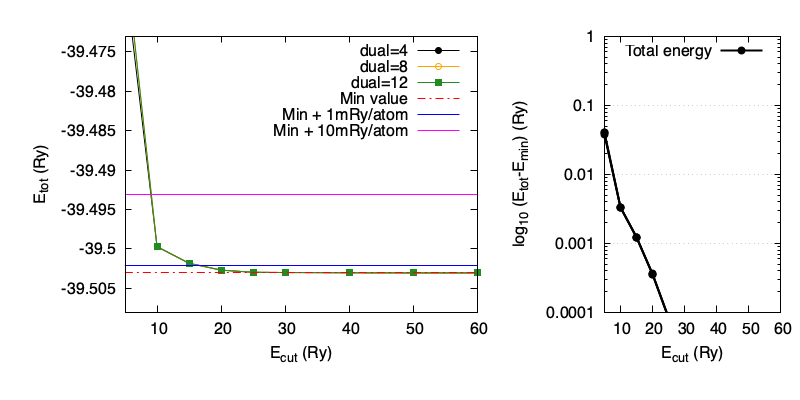 -39.475
-39.48
-39.485
-39.49
-39.495
-39.5
-39.505
10
20
30
40
50
60
E_tot (Ry)
E_cut (Ry)
dual=4
dual=8
dual=12
Min value
Min + 1mRy/atom
Min + 10mRy/atom
1
0.1
0.01
0.001
0.0001
10
20
30
40
50
60
log_10 (E_tot-E_min) (Ry)
E_cut (Ry)
Total energy